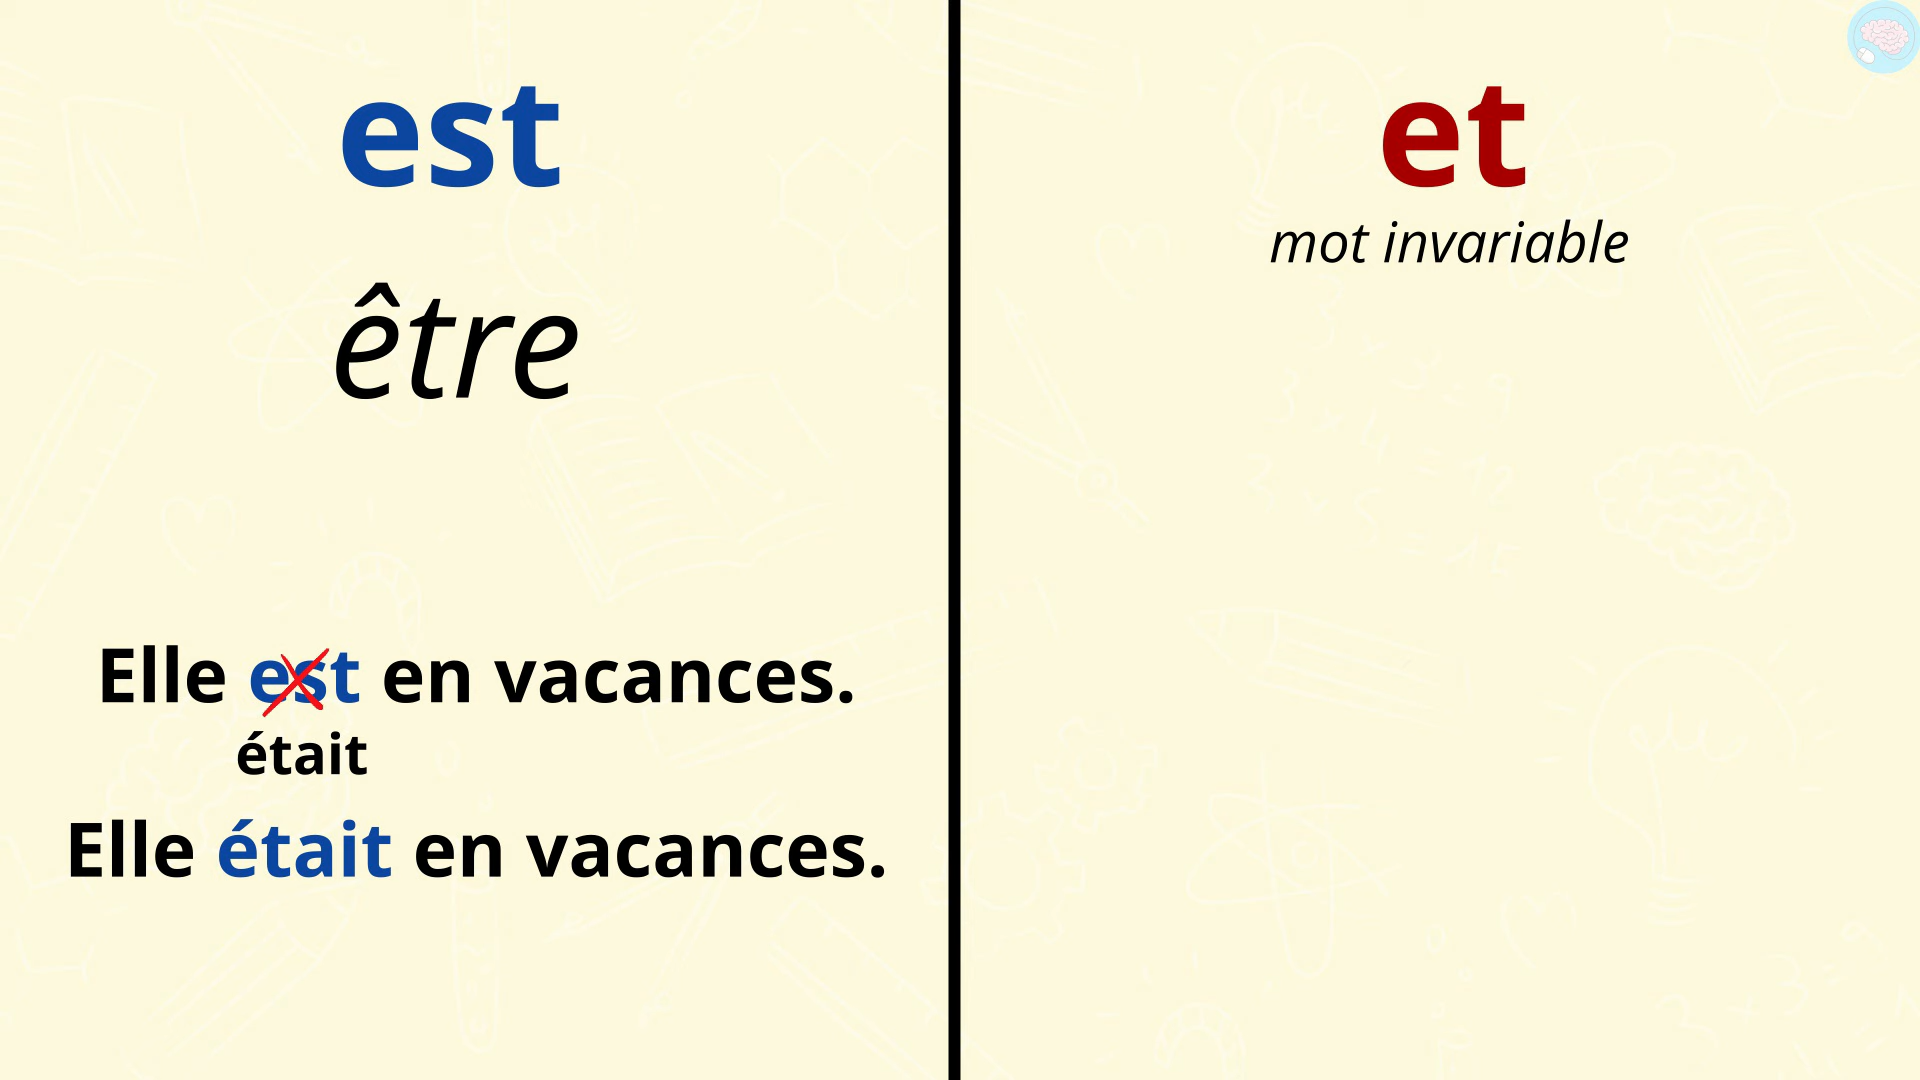 est
être
Elle est en vacances.
était
Elle était en vacances.
et
mot invariable